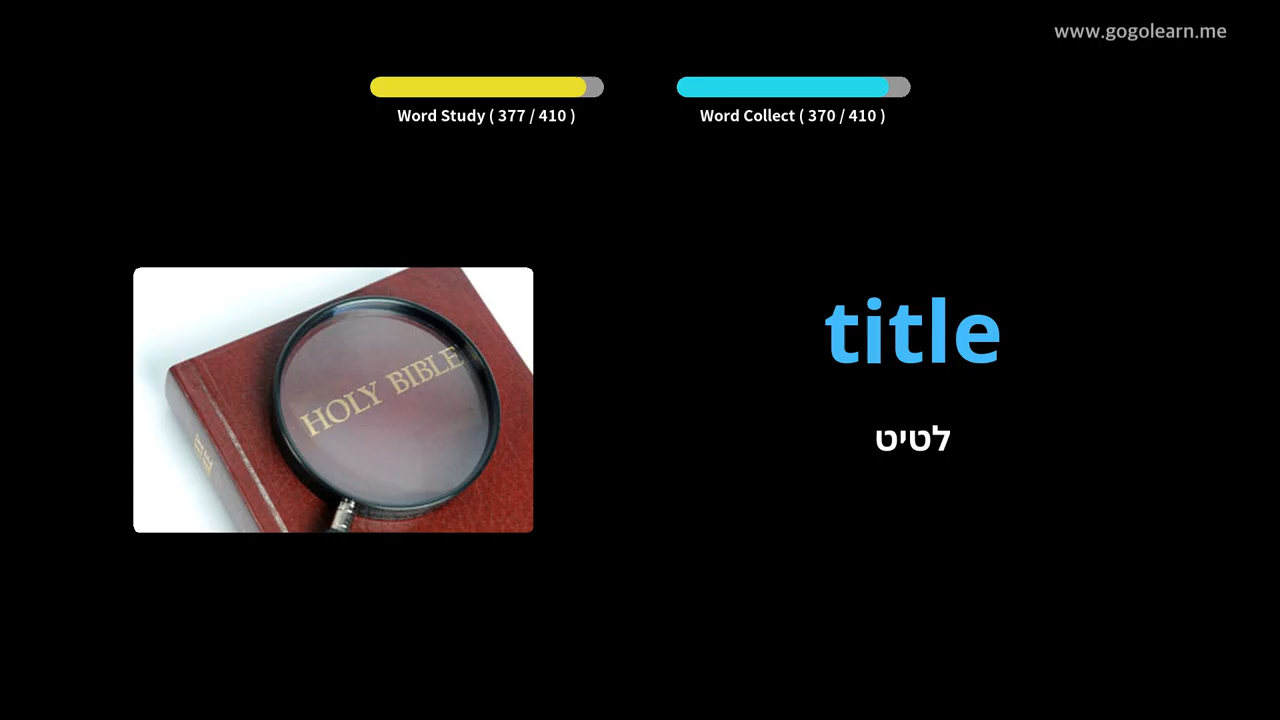 www.gogolearn.me
Word Study ( 377 / 410 )
Word Collect ( 370 / 410 )
HOLY BIBLE
title
לטיט